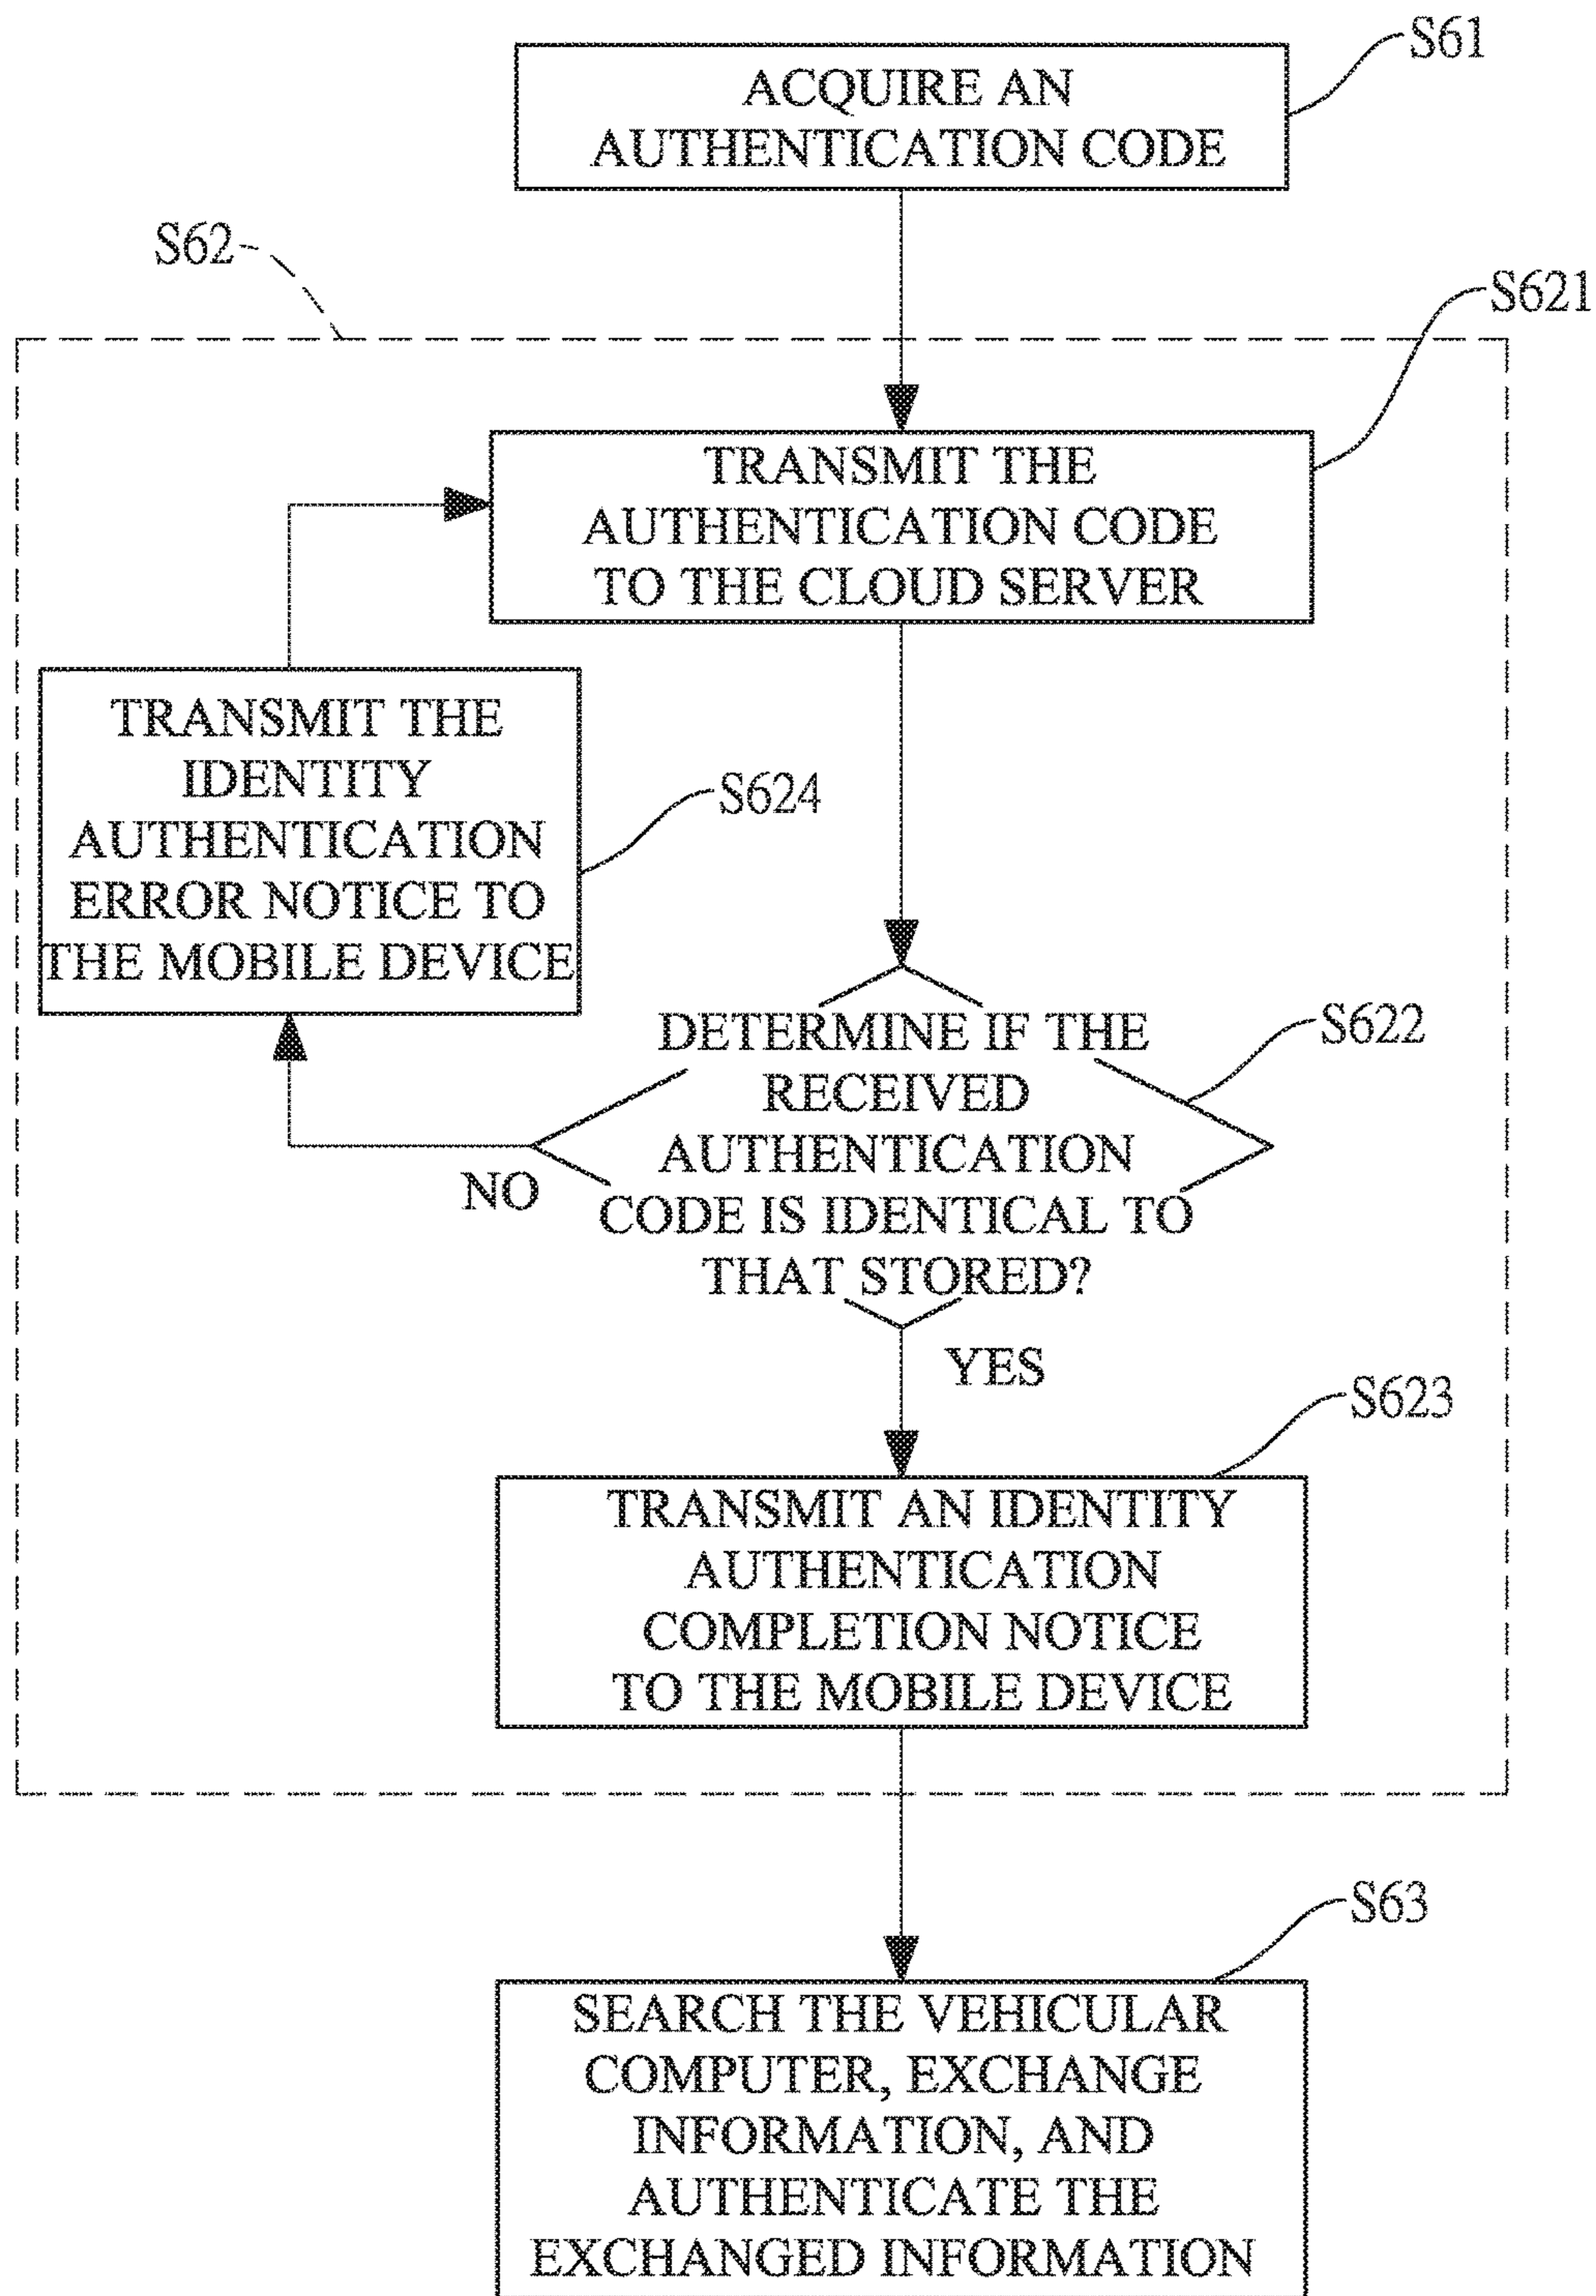 S61
ACQUIRE AN
AUTHENTICATION CODE
S62
S621
TRANSMIT THE
AUTHENTICATION CODE
TO THE CLOUD SERVER
TRANSMIT THE
IDENTITY
AUTHENTICATION
ERROR NOTICE TO
THE MOBILE DEVICE
S624
DETERMINE IF THE
RECEIVED
AUTHENTICATION
CODE IS IDENTICAL TO
THAT STORED?
S622
NO
YES
S623
TRANSMIT AN IDENTITY
AUTHENTICATION
COMPLETION NOTICE
TO THE MOBILE DEVICE
S63
SEARCH THE VEHICULAR
COMPUTER, EXCHANGE
INFORMATION, AND
AUTHENTICATE THE
EXCHANGED INFORMATION